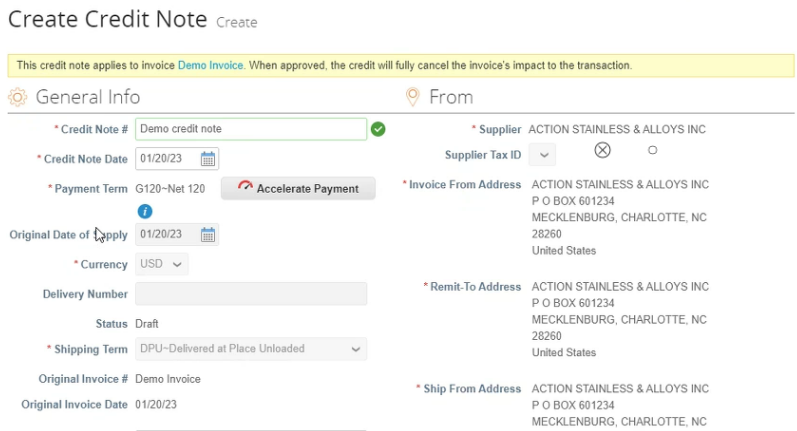 Create Credit Note Create
This credit note applies to invoice Demo Invoice. When approved, the credit will fully cancel the invoice's impact to the transaction.
General Info
* Credit Note # Demo credit note
* Credit Note Date 01/20/23
* Payment Term G120~Net 120 Accelerate Payment
Original Date of Supply 01/20/23
* Currency USD
Delivery Number
Status Draft
* Shipping Term DPU~Delivered at Place Unloaded
Original Invoice # Demo Invoice
Original Invoice Date 01/20/23
From
* Supplier ACTION STAINLESS & ALLOYS INC
Supplier Tax ID
* Invoice From Address ACTION STAINLESS & ALLOYS INC
P O BOX 601234
MECKLENBURG, CHARLOTTE, NC
28260
United States
* Remit-To Address ACTION STAINLESS & ALLOYS INC
P O BOX 601234
MECKLENBURG, CHARLOTTE, NC
28260
United States
* Ship From Address ACTION STAINLESS & ALLOYS INC
P O BOX 601234
MECKLENBURG, CHARLOTTE, NC